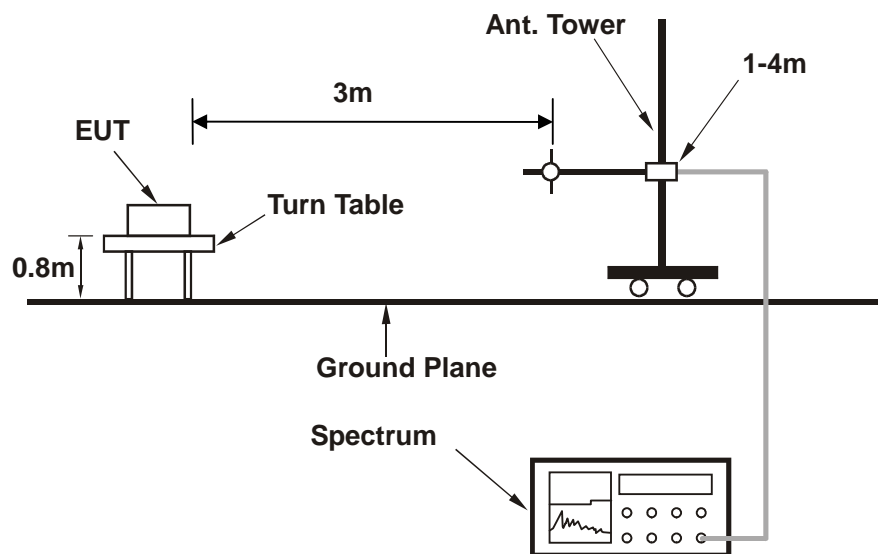 Ant. Tower
1-4m
3m
EUT
Turn Table
0.8m
Ground Plane
Spectrum